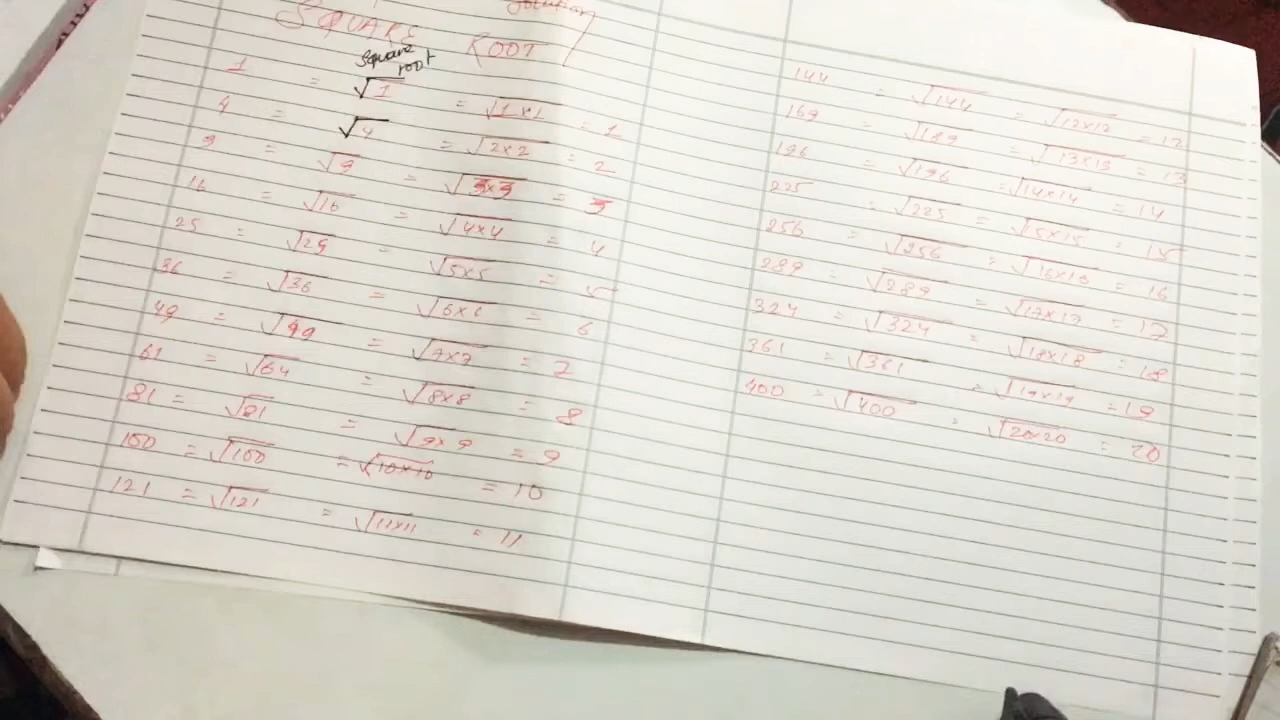 Solution
SQUARE ROOT
square root
1 = √1 = √1×1 = 1
4 = √4 = √2×2 = 2
9 = √9 = √3×3 = 3
16 = √16 = √4×4 = 4
25 = √25 = √5×5 = 5
36 = √36 = √6×6 = 6
49 = √49 = √7×7 = 7
61 = √64 = √8×8 = 8
81 = √81 = √9×9 = 9
100 = √100 = √10×10 = 10
121 = √121 = √11×11 = 11
144 = √144 = √12×12 = 12
169 = √169 = √13×13 = 13
196 = √196 = √14×14 = 14
225 = √225 = √15×15 = 15
256 = √256 = √16×16 = 16
289 = √289 = √17×17 = 17
324 = √324 = √18×18 = 18
361 = √361 = √19×19 = 19
400 = √400 = √20×20 = 20